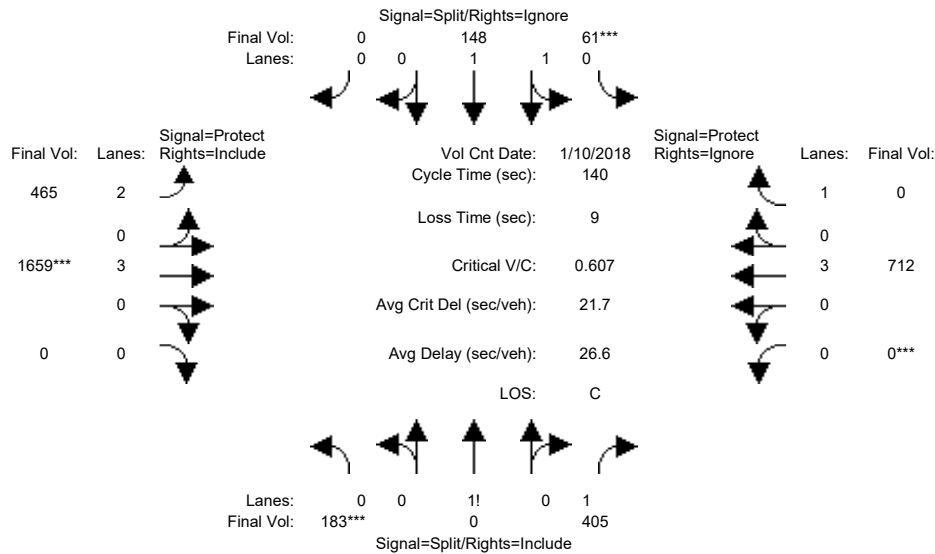 Signal=Split/Rights=Ignore
Final Vol: 0 148 61***
Lanes: 0 0 1 1 0
Signal=Protect
Final Vol: Lanes: Rights=Include
Vol Cnt Date: 1/10/2018
Signal=Protect
Rights=Ignore Lanes: Final Vol:
Cycle Time (sec): 140
465 2
1 0
Loss Time (sec): 9
0
0
1659*** 3
Critical V/C: 0.607
3 712
0
Avg Crit Del (sec/veh): 21.7
0
0 0
Avg Delay (sec/veh): 26.6
0 0***
LOS: C
Lanes: 0 0 1! 0 1
Final Vol: 183*** 0 405
Signal=Split/Rights=Include